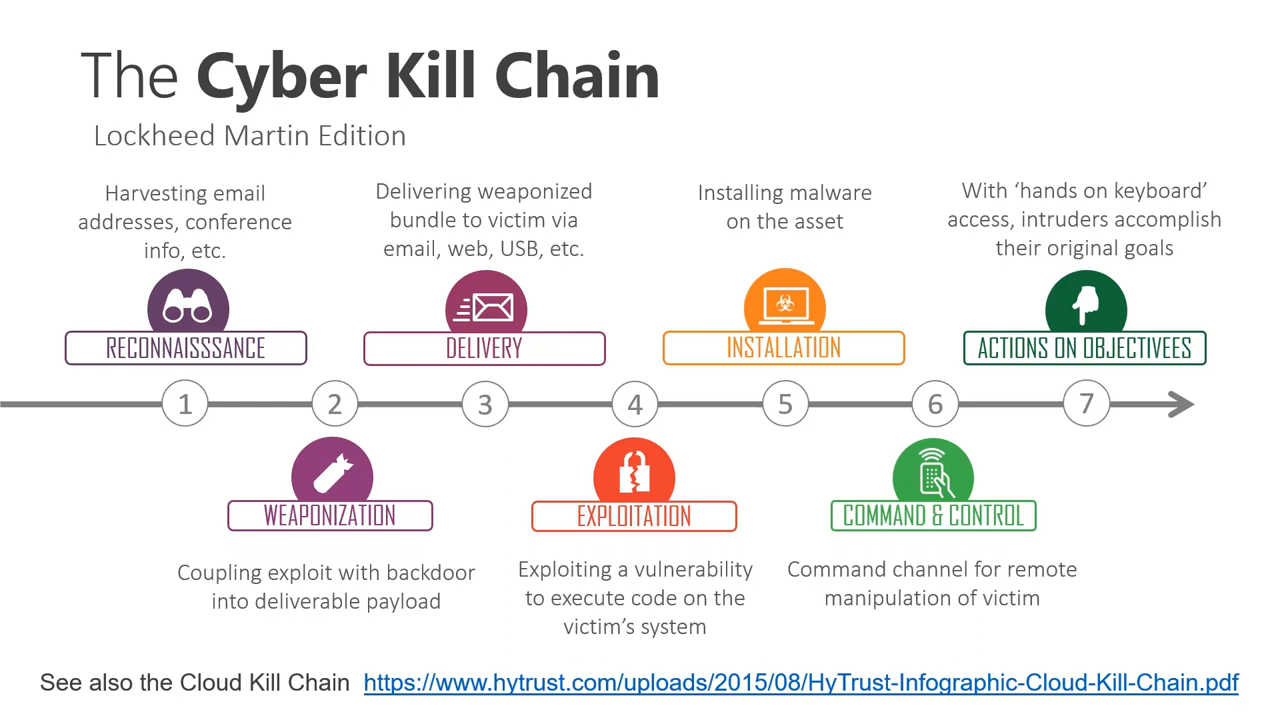 The Cyber Kill Chain
Lockheed Martin Edition
Harvesting email
addresses, conference
info, etc.
RECONNAISSSANCE
1
2
WEAPONIZATION
Coupling exploit with backdoor
into deliverable payload
Delivering weaponized
bundle to victim via
email, web, USB, etc.
DELIVERY
3
4
EXPLOITATION
Exploiting a vulnerability
to execute code on the
victim’s system
Installing malware
on the asset
INSTALLATION
5
6
COMMAND & CONTROL
Command channel for remote
manipulation of victim
With ‘hands on keyboard’
access, intruders accomplish
their original goals
ACTIONS ON OBJECTIVEES
7
See also the Cloud Kill Chain https://www.hytrust.com/uploads/2015/08/HyTrust-Infographic-Cloud-Kill-Chain.pdf